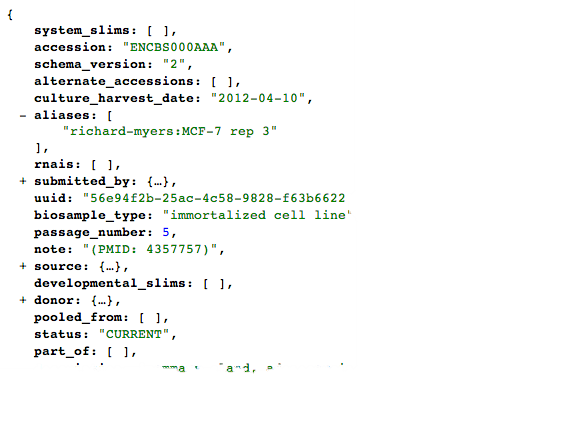 {
system_slims: [ ],
accession: "ENCBS000AAA",
schema_version: "2",
alternate_accessions: [ ],
culture_harvest_date: "2012-04-10",
- aliases: [
"richard-myers:MCF-7 rep 3"
],
rnais: [ ],
+ submitted_by: {…},
uuid: "56e94f2b-25ac-4c58-9828-f63b6622
biosample_type: "immortalized cell line"
passage_number: 5,
note: "(PMID: 4357757)",
+ source: {…},
developmental_slims: [ ],
+ donor: {…},
pooled_from: [ ],
status: "CURRENT",
part_of: [ ],